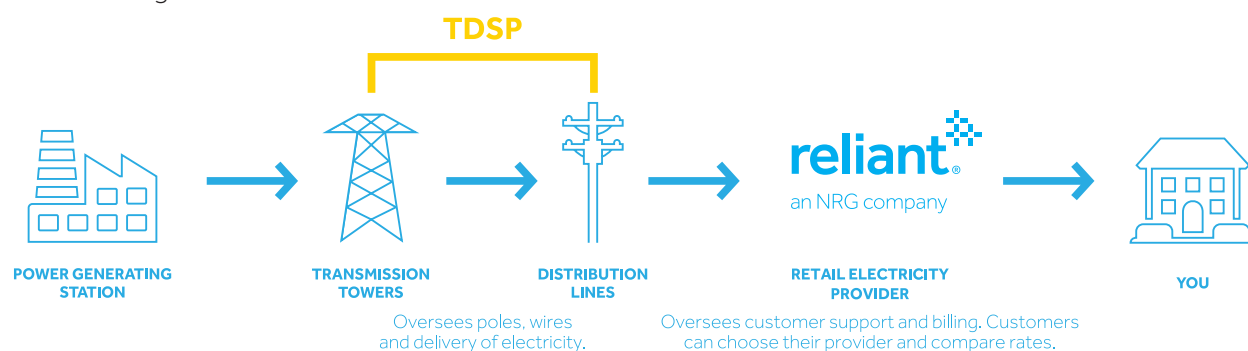 TDSP
reliant®
an NRG company
POWER GENERATING
STATION
TRANSMISSION
TOWERS
DISTRIBUTION
LINES
RETAIL ELECTRICITY
PROVIDER
YOU
Oversees poles, wires
and delivery of electricity.
Oversees customer support and billing. Customers
can choose their provider and compare rates.